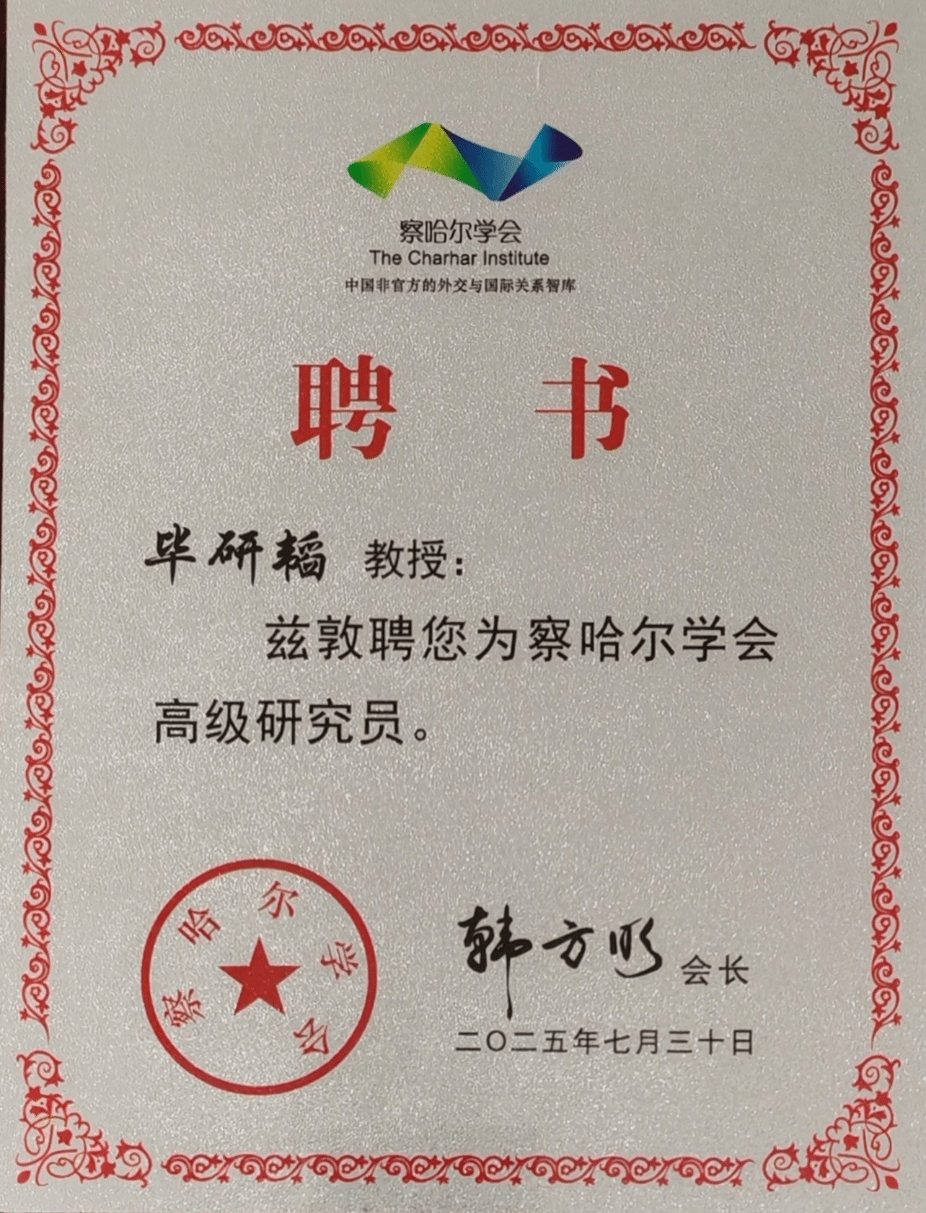 察哈尔学会
The Charhar Institute
中国非官方的外交与国际关系智库
聘 书
毕研韬 教授：
兹敦聘您为察哈尔学会
高级研究员。
察哈尔学会
韩方明 会长
二〇二五年七月三十日